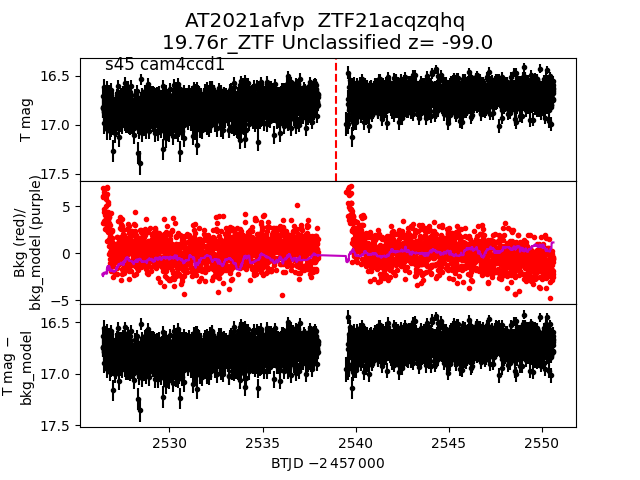 AT2021afvp  ZTF21acqzqhq
19.76r_ZTF Unclassified z= -99.0
s45 cam4ccd1
16.5
17.0
17.5
T mag
5
0
−5
Bkg (red)/
bkg_model (purple)
16.5
17.0
17.5
T mag −
bkg_model
2530
2535
2540
2545
2550
BTJD −2 457 000